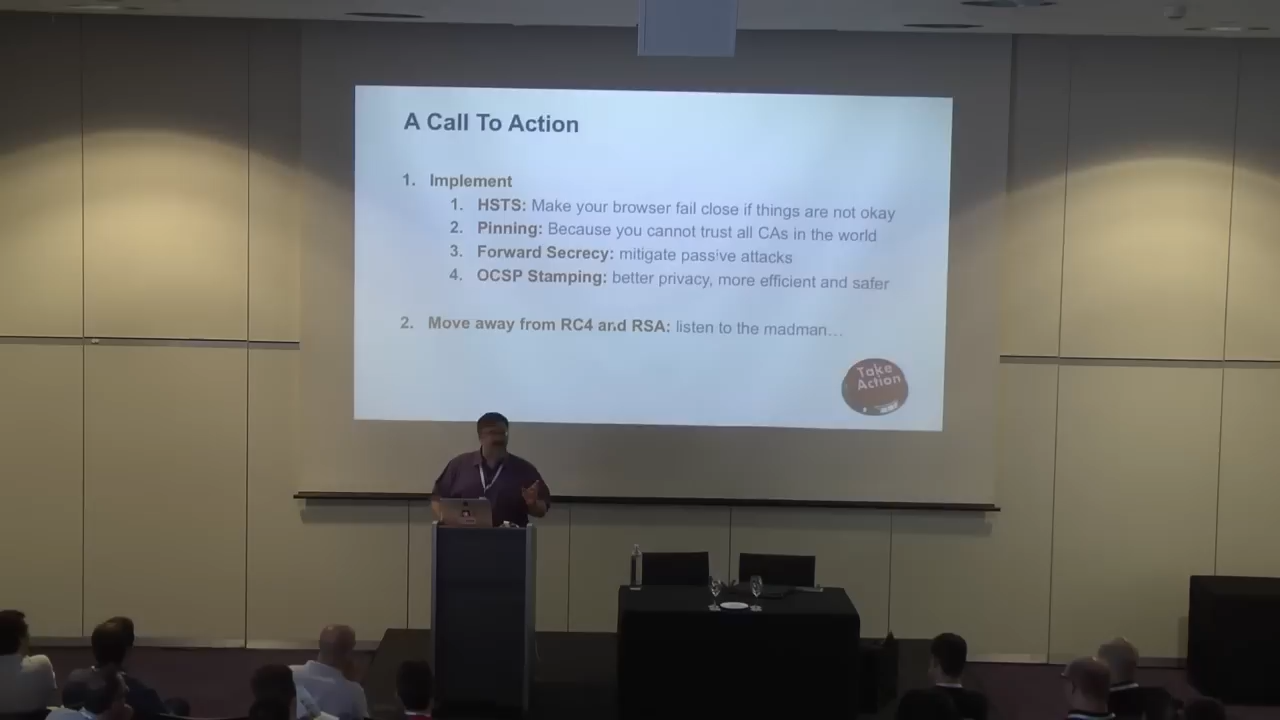 A Call To Action
1. Implement
1. HSTS: Make your browser fail close if things are not okay
2. Pinning: Because you cannot trust all CAs in the world
3. Forward Secrecy: mitigate passive attacks
4. OCSP Stamping: better privacy, more efficient and safer
2. Move away from RC4 and RSA: listen to the madman…
Take
Action